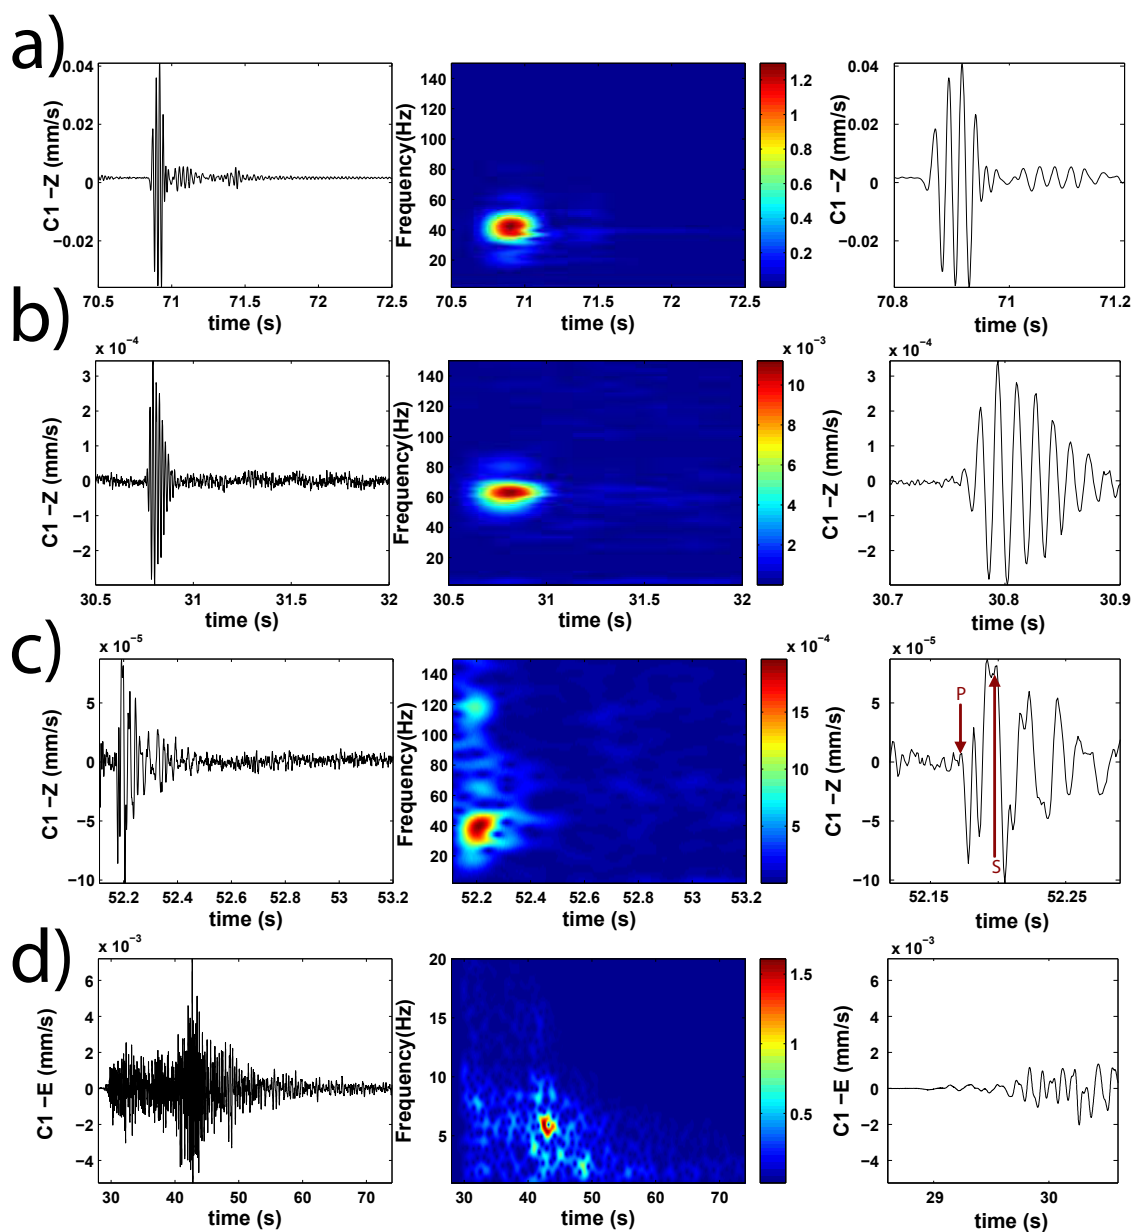 a)
0.04
0.02
0
−0.02
C1 −Z (mm/s)
70.5 71 71.5 72 72.5
time (s)
140
120
100
80
60
40
20
Frequency(Hz)
70.5 71 71.5 72 72.5
time (s)
1.2
1
0.8
0.6
0.4
0.2
0.04
0.02
0
−0.02
C1 −Z (mm/s)
70.8 71 71.2
time (s)
b)
x 10⁻⁴
3
2
1
0
−1
−2
C1 −Z (mm/s)
30.5 31 31.5 32
time (s)
140
120
100
80
60
40
20
Frequency(Hz)
30.5 31 31.5 32
time (s)
x 10⁻³
10
8
6
4
2
x 10⁻⁴
3
2
1
0
−1
−2
C1 −Z (mm/s)
30.7 30.8 30.9
time (s)
c)
x 10⁻⁵
5
0
−5
−10
C1 −Z (mm/s)
52.2 52.4 52.6 52.8 53 53.2
time (s)
140
120
100
80
60
40
20
Frequency(Hz)
52.2 52.4 52.6 52.8 53 53.2
time (s)
x 10⁻⁴
15
10
5
x 10⁻⁵
5
0
−5
−10
C1 −Z (mm/s)
P
S
52.15 52.25
time (s)
d)
x 10⁻³
6
4
2
0
−2
−4
C1 −E (mm/s)
30 40 50 60 70
time (s)
20
15
10
5
Frequency(Hz)
30 40 50 60 70
time (s)
1.5
1
0.5
x 10⁻³
6
4
2
0
−2
−4
C1 −E (mm/s)
29 30
time (s)